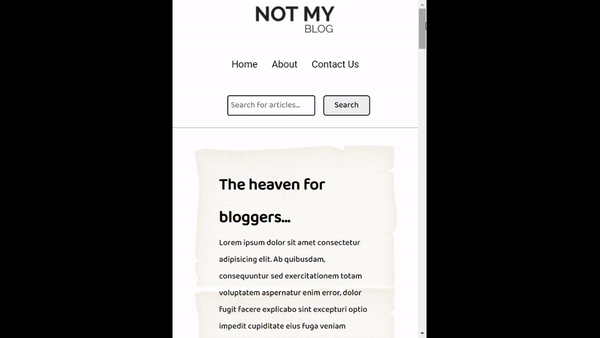 NOT MY
BLOG
Home About Contact Us
Search for articles... Search
The heaven for
bloggers...
Lorem ipsum dolor sit amet consectetur
adipisicing elit. Ab quibusdam,
consequuntur sed exercitationem totam
voluptatem aspernatur enim error, dolor
fugit facere explicabo sint excepturi optio
impedit cupiditate eius fuga veniam